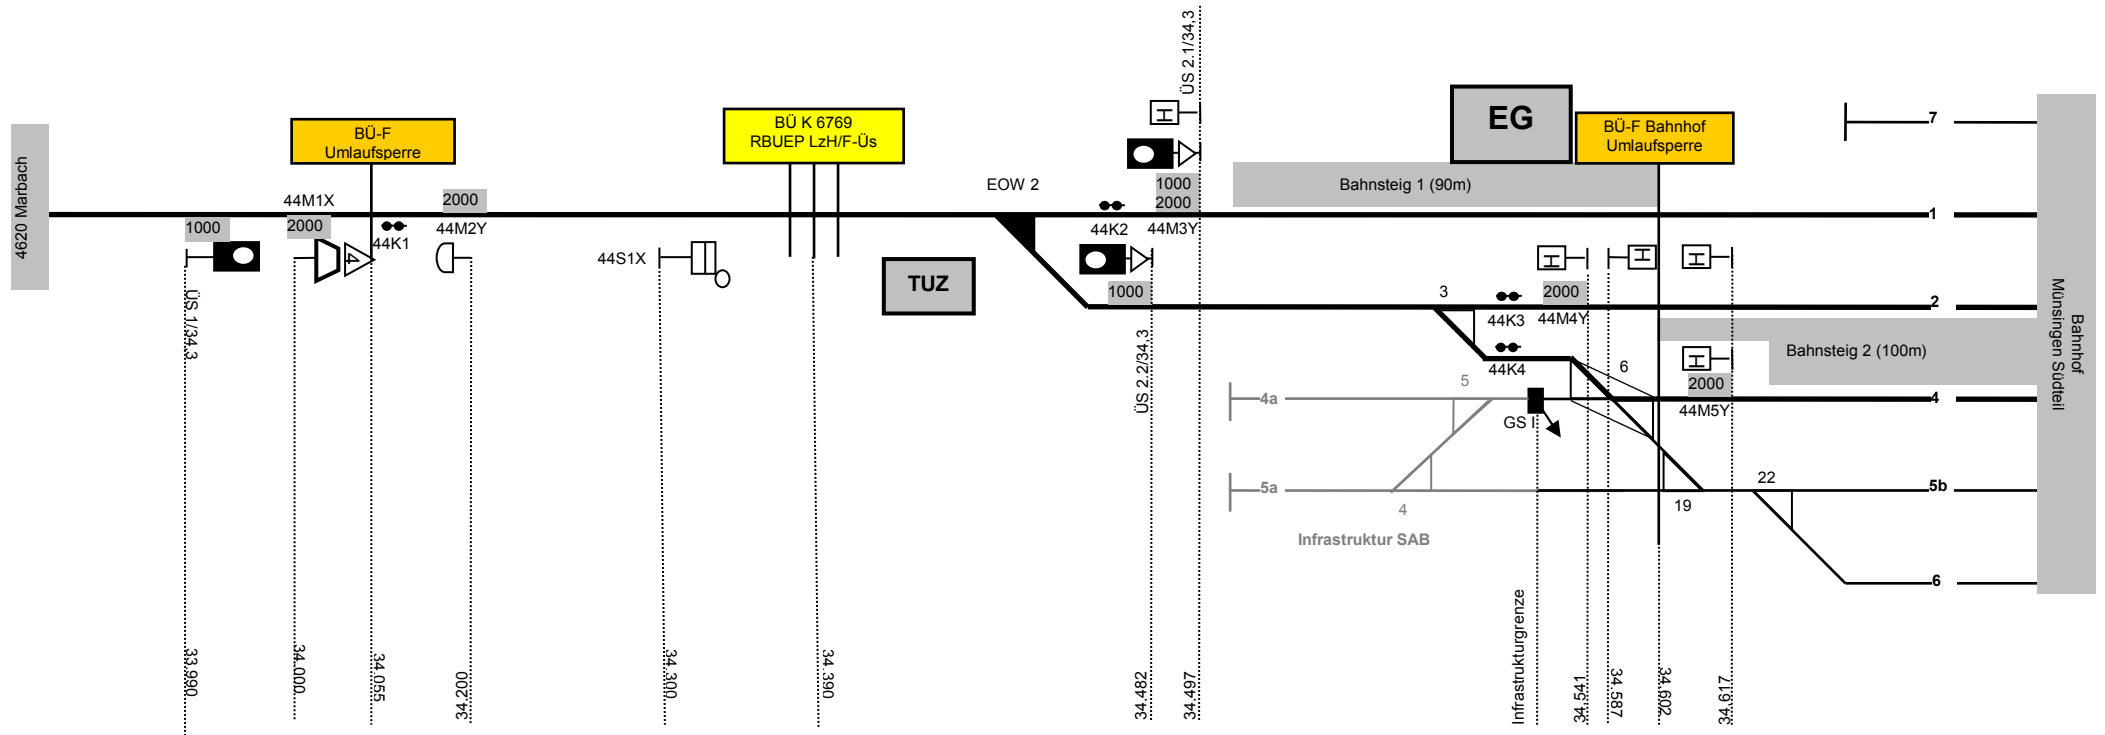 4620 Marbach
BÜ-F
Umlaufsperre
44M1X
1000
2000
44K1
2000
44M2Y
4
ÜS 1/34,3
BÜ K 6769
RBUEP LzH/F-Üs
44S1X
TUZ
EOW 2
ÜS 2.1/34,3
H
1000
2000
44K2
44M3Y
1000
ÜS 2.2/34,3
EG
BÜ-F Bahnhof
Umlaufsperre
Bahnsteig 1 (90m)
7
1
H
H
H
3
2000
44K3
44M4Y
2
Bahnsteig 2 (100m)
H
44K4
6
5
2000
44M5Y
4a
GS I
4
5a
4
19
22
5b
Infrastruktur SAB
6
Bahnhof
Münsingen Südteil
33.990
34.000
34.055
34.200
34.300
34.390
34.482
34.497
Infrastrukturgrenze
34.541
34.587
34.602
34.617